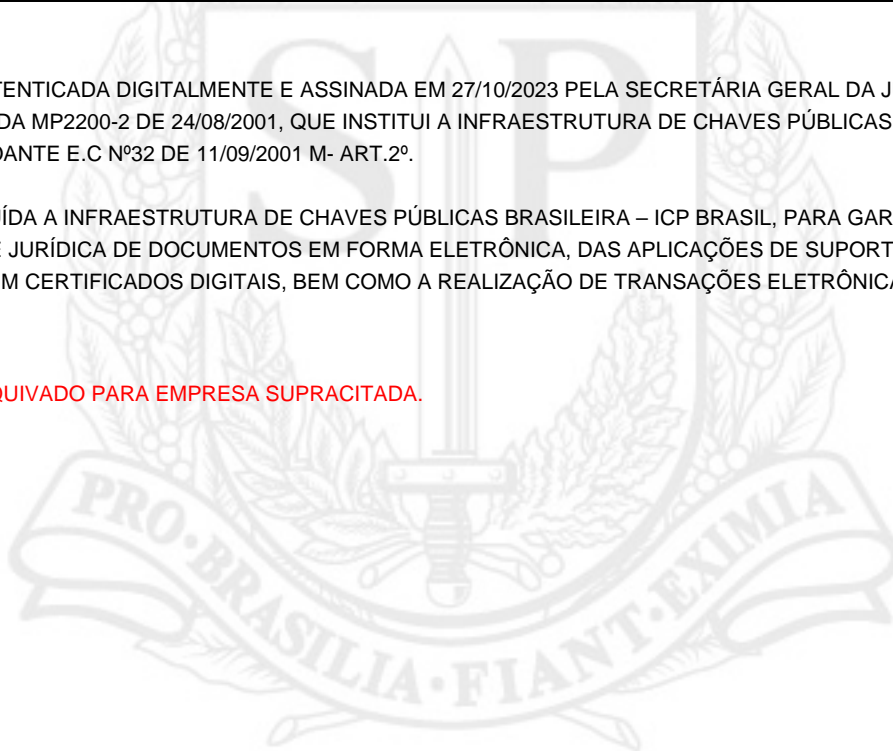 TENTICADA DIGITALMENTE E ASSINADA EM 27/10/2023 PELA SECRETÁRIA GERAL DA J
DA MP2200-2 DE 24/08/2001, QUE INSTITUI A INFRAESTRUTURA DE CHAVES PÚBLICAS
DANTE E.C Nº32 DE 11/09/2001 M- ART.2º.
UÍDA A INFRAESTRUTURA DE CHAVES PÚBLICAS BRASILEIRA – ICP BRASIL, PARA GAR
E JURÍDICA DE DOCUMENTOS EM FORMA ELETRÔNICA, DAS APLICAÇÕES DE SUPORT
M CERTIFICADOS DIGITAIS, BEM COMO A REALIZAÇÃO DE TRANSAÇÕES ELETRÔNICA
QUIVADO PARA EMPRESA SUPRACITADA.
SP
PRO·BRASILIA·FIANT·EXIMIA